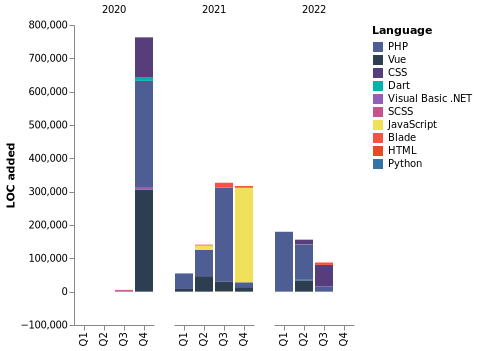 2020 2021 2022
Language
PHP
Vue
CSS
Dart
Visual Basic .NET
SCSS
JavaScript
Blade
HTML
Python
LOC added
800,000
700,000
600,000
500,000
400,000
300,000
200,000
100,000
0
−100,000
Q1 Q2 Q3 Q4 Q1 Q2 Q3 Q4 Q1 Q2 Q3 Q4